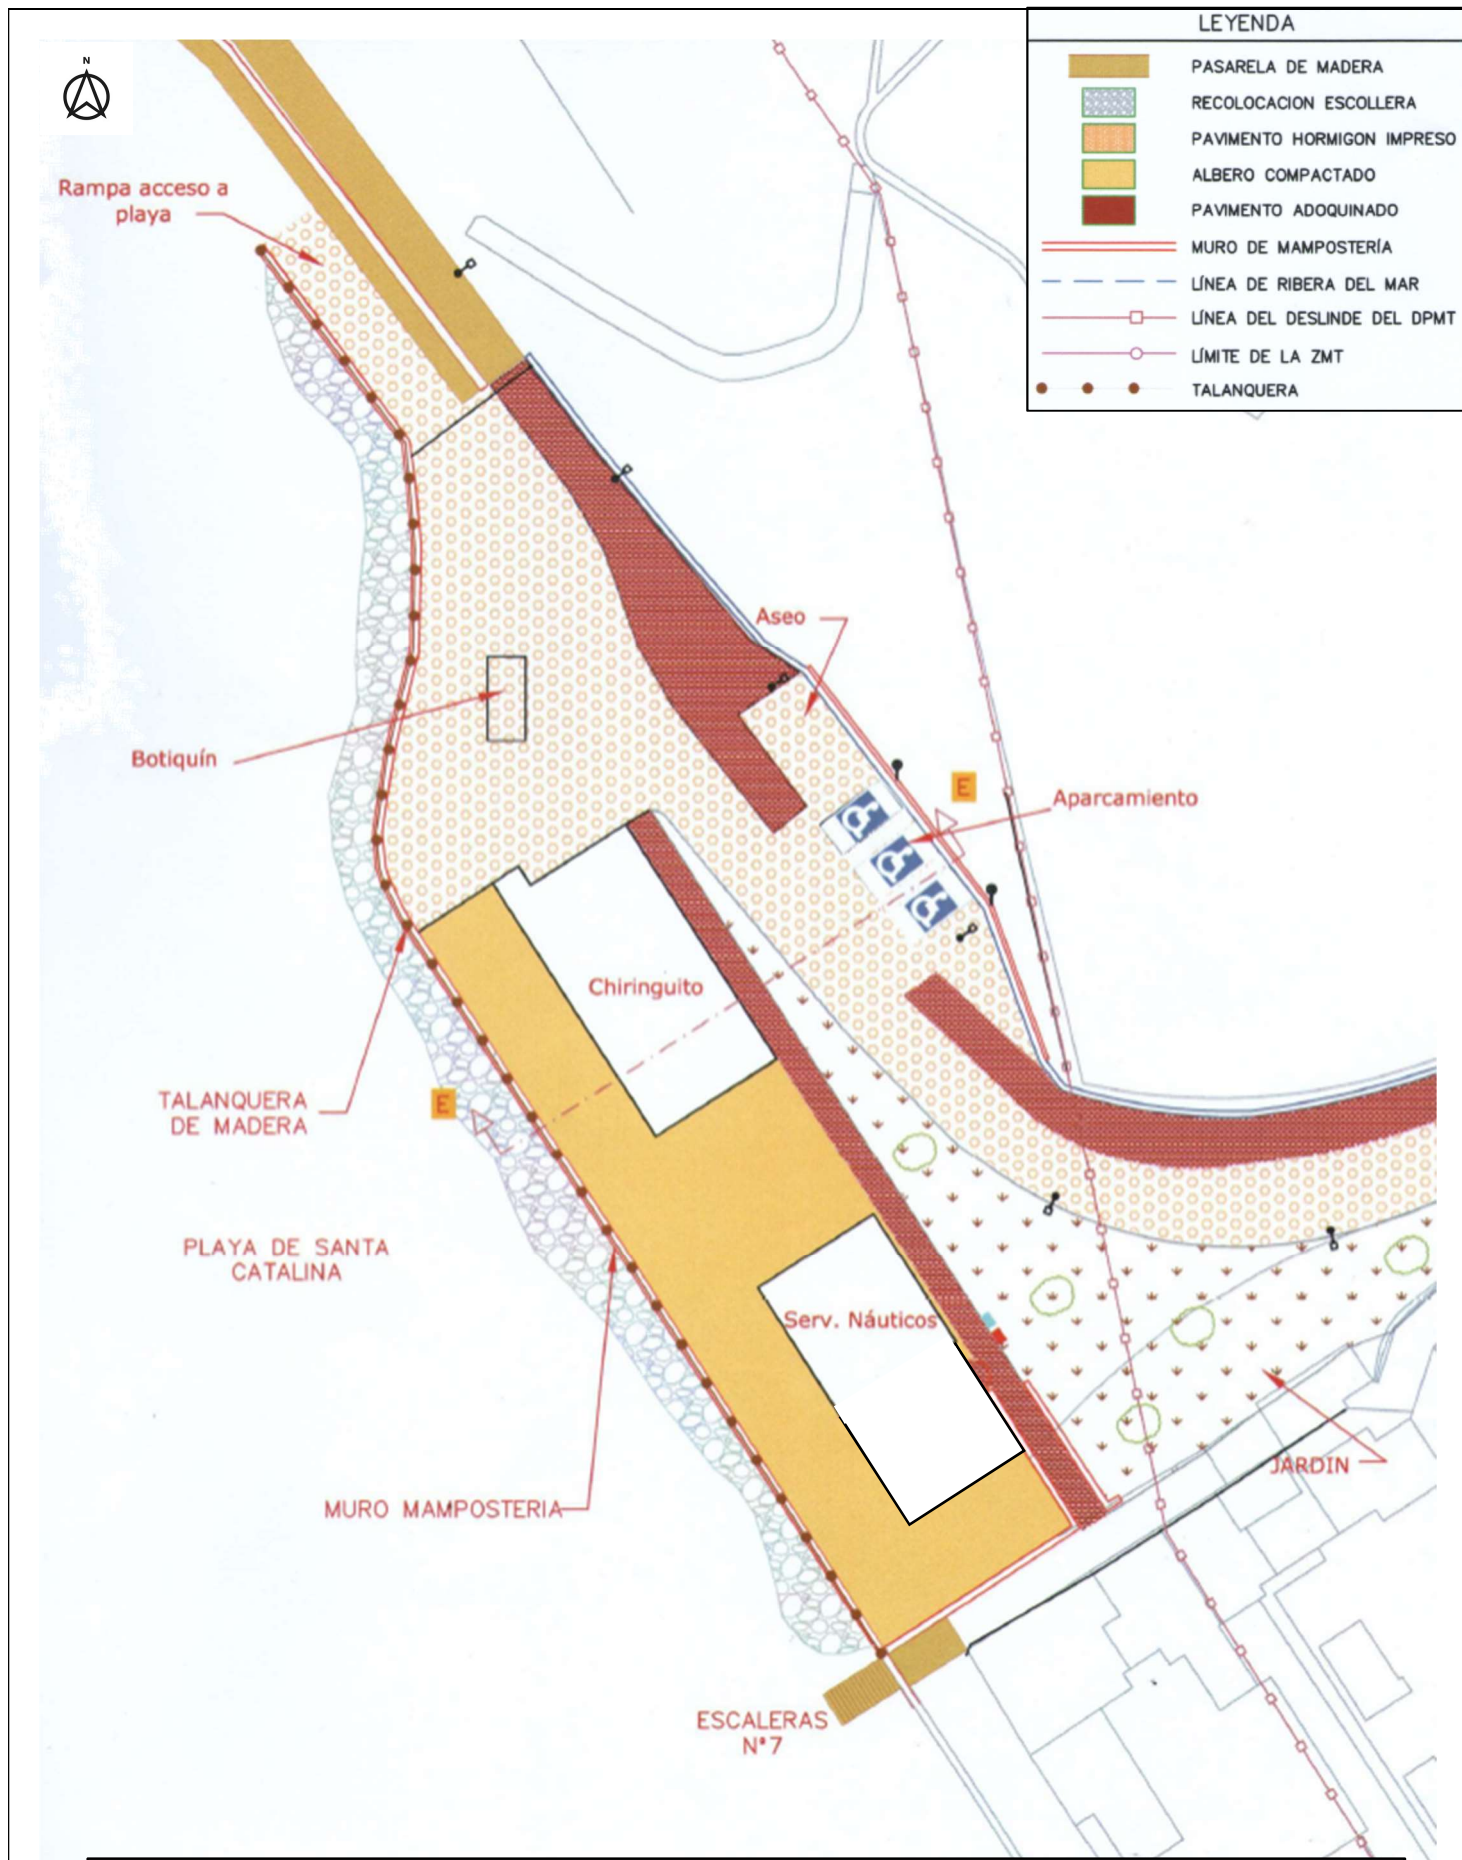 LEYENDA
PASARELA DE MADERA
RECOLOCACION ESCOLLERA
PAVIMENTO HORMIGON IMPRESO
ALBERO COMPACTADO
PAVIMENTO ADOQUINADO
MURO DE MAMPOSTERÍA
LÍNEA DE RIBERA DEL MAR
LÍNEA DEL DESLINDE DEL DPMT
LÍMITE DE LA ZMT
TALANQUERA
N
Rampa acceso a
playa
Aseo
Botiquín
E
Aparcamiento
Chiringuito
TALANQUERA
DE MADERA
E
PLAYA DE SANTA
CATALINA
Serv. Náuticos
JARDIN
MURO MAMPOSTERIA
ESCALERAS
Nº7